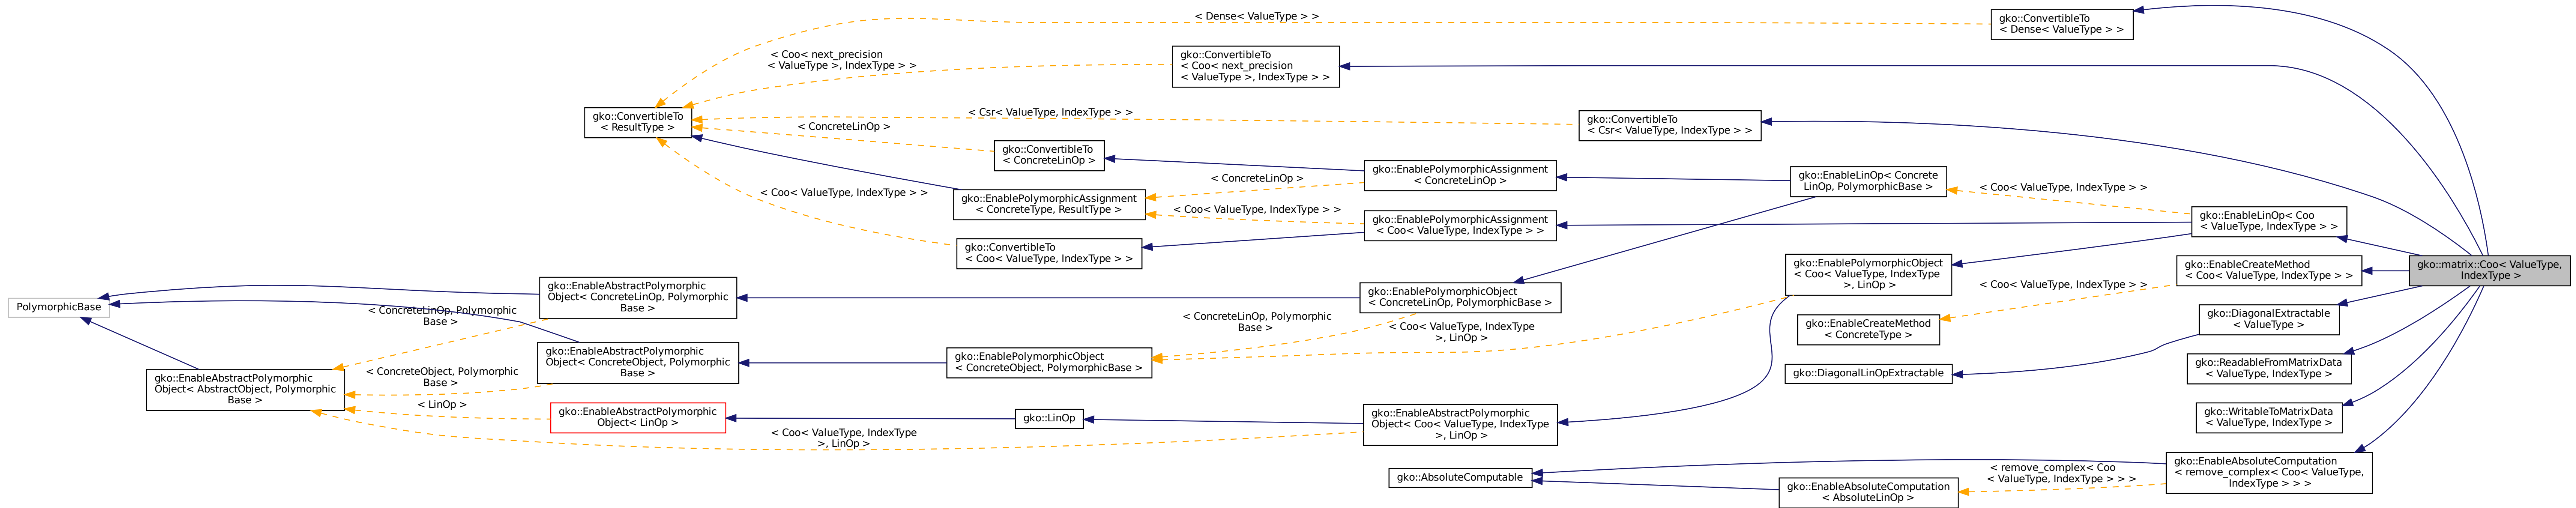 gko::ConvertibleTo
< Dense< ValueType > >
< Dense< ValueType > >
< Coo< next_precision
< ValueType >, IndexType > >
gko::ConvertibleTo
< Coo< next_precision
< ValueType >, IndexType > >
gko::ConvertibleTo
< ResultType >
< Csr< ValueType, IndexType > >
gko::ConvertibleTo
< Csr< ValueType, IndexType > >
< ConcreteLinOp >
gko::ConvertibleTo
< ConcreteLinOp >
gko::EnablePolymorphicAssignment
< ConcreteLinOp >
gko::EnableLinOp< Concrete
LinOp, PolymorphicBase >
< ConcreteLinOp >
< Coo< ValueType, IndexType > >
< Coo< ValueType, IndexType > >
gko::EnablePolymorphicAssignment
< ConcreteType, ResultType >
< Coo< ValueType, IndexType > >
gko::EnablePolymorphicAssignment
< Coo< ValueType, IndexType > >
gko::EnableLinOp< Coo
< ValueType, IndexType > >
gko::ConvertibleTo
< Coo< ValueType, IndexType > >
gko::matrix::Coo< ValueType,
IndexType >
gko::EnablePolymorphicObject
< Coo< ValueType, IndexType
>, LinOp >
gko::EnableCreateMethod
< Coo< ValueType, IndexType > >
< Coo< ValueType, IndexType > >
PolymorphicBase
gko::EnableAbstractPolymorphic
Object< ConcreteLinOp, Polymorphic
Base >
gko::EnablePolymorphicObject
< ConcreteLinOp, PolymorphicBase >
< ConcreteLinOp, Polymorphic
Base >
< ConcreteLinOp, Polymorphic
Base >
< Coo< ValueType, IndexType
>, LinOp >
gko::EnableCreateMethod
< ConcreteType >
gko::DiagonalExtractable
< ValueType >
gko::EnableAbstractPolymorphic
Object< ConcreteObject, Polymorphic
Base >
gko::EnablePolymorphicObject
< ConcreteObject, PolymorphicBase >
gko::DiagonalLinOpExtractable
gko::ReadableFromMatrixData
< ValueType, IndexType >
gko::EnableAbstractPolymorphic
Object< AbstractObject, Polymorphic
Base >
< ConcreteObject, Polymorphic
Base >
< LinOp >
gko::EnableAbstractPolymorphic
Object< LinOp >
gko::LinOp
gko::EnableAbstractPolymorphic
Object< Coo< ValueType, IndexType
>, LinOp >
gko::WritableToMatrixData
< ValueType, IndexType >
< Coo< ValueType, IndexType
>, LinOp >
gko::AbsoluteComputable
gko::EnableAbsoluteComputation
< AbsoluteLinOp >
< remove_complex< Coo
< ValueType, IndexType > > >
gko::EnableAbsoluteComputation
< remove_complex< Coo< ValueType,
IndexType > > >